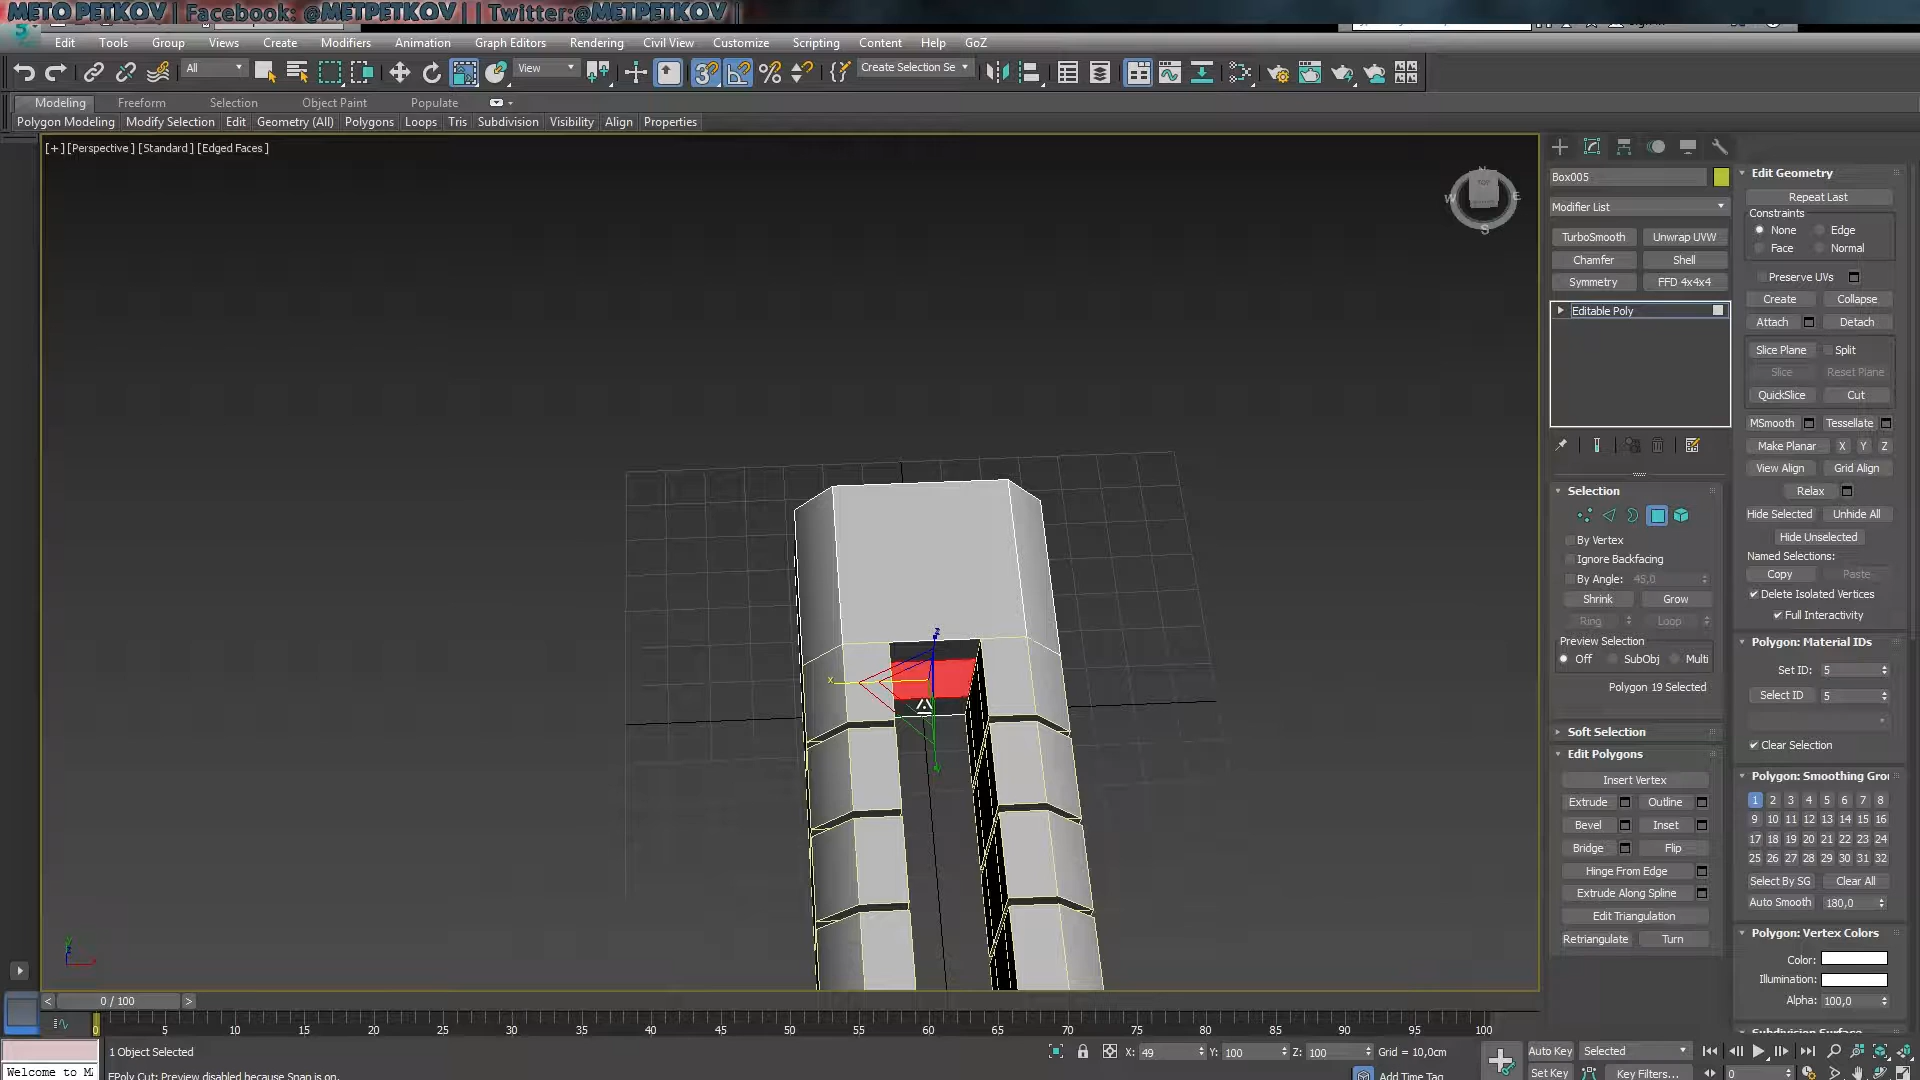 METO PETKOV | Facebook: @METPETKOV | | Twitter:@METPETKOV |
Edit Tools Group Views Create Modifiers Animation Graph Editors Rendering Civil View Customize Scripting Content Help GoZ
All View Create Selection Se
Modeling Freeform Selection Object Paint Populate
Polygon Modeling Modify Selection Edit Geometry (All) Polygons Loops Tris Subdivision Visibility Align Properties
[+] [Perspective ] [Standard ] [Edged Faces ]
TOP
N
W
E
S
x
z
y
Box005
Modifier List
TurboSmooth Unwrap UVW
Chamfer Shell
Symmetry FFD 4x4x4
Editable Poly
Selection
By Vertex
Ignore Backfacing
By Angle: 45,0
Shrink Grow
Ring Loop
Preview Selection
Off SubObj Multi
Polygon 19 Selected
Soft Selection
Edit Polygons
Insert Vertex
Extrude Outline
Bevel Inset
Bridge Flip
Hinge From Edge
Extrude Along Spline
Edit Triangulation
Retriangulate Turn
Edit Geometry
Repeat Last
Constraints
None Edge
Face Normal
Preserve UVs
Create Collapse
Attach Detach
Slice Plane Split
Slice Reset Plane
QuickSlice Cut
MSmooth Tessellate
Make Planar X Y Z
View Align Grid Align
Relax
Hide Selected Unhide All
Hide Unselected
Named Selections:
Copy Paste
Delete Isolated Vertices
Full Interactivity
Polygon: Material IDs
Set ID: 5
Select ID 5
Clear Selection
Polygon: Smoothing Gro
1 2 3 4 5 6 7 8
9 10 11 12 13 14 15 16
17 18 19 20 21 22 23 24
25 26 27 28 29 30 31 32
Select By SG Clear All
Auto Smooth 180,0
Polygon: Vertex Colors
Color:
Illumination:
Alpha: 100,0
Subdivision Surface
< 0 / 100 >
0 5 10 15 20 25 30 35 40 45 50 55 60 65 70 75 80 85 90 95 100
1 Object Selected X: 49 Y: 100 Z: 100 Grid = 10,0cm Auto Key Selected
Welcome to M EPoly Cut: Preview disabled because Snap is on. Add Time Tag Set Key Key Filters... 0